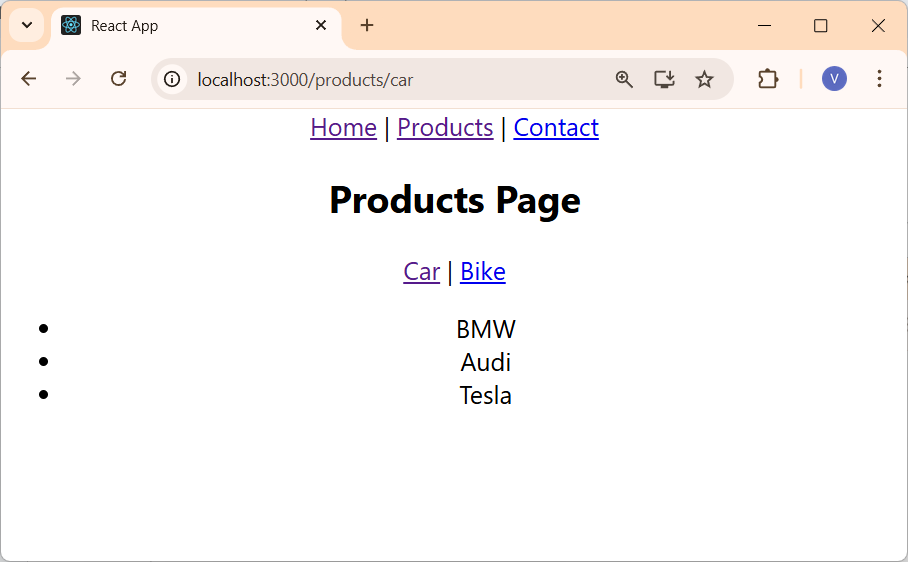 React App
localhost:3000/products/car
V
Home | Products | Contact
Products Page
Car | Bike
BMW
Audi
Tesla